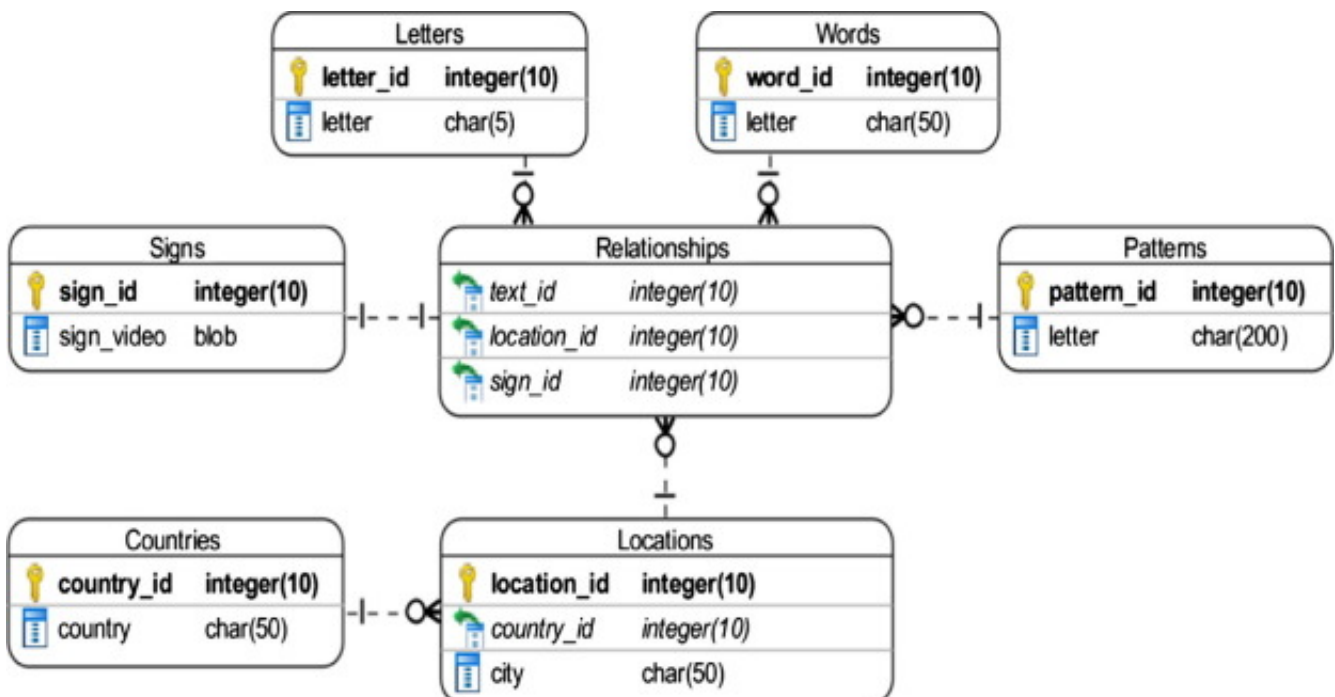 Letters
letter_id integer(10)
letter char(5)
Words
word_id integer(10)
letter char(50)
Signs
sign_id integer(10)
sign_video blob
Relationships
text_id integer(10)
location_id integer(10)
sign_id integer(10)
Patterns
pattern_id integer(10)
letter char(200)
Countries
country_id integer(10)
country char(50)
Locations
location_id integer(10)
country_id integer(10)
city char(50)